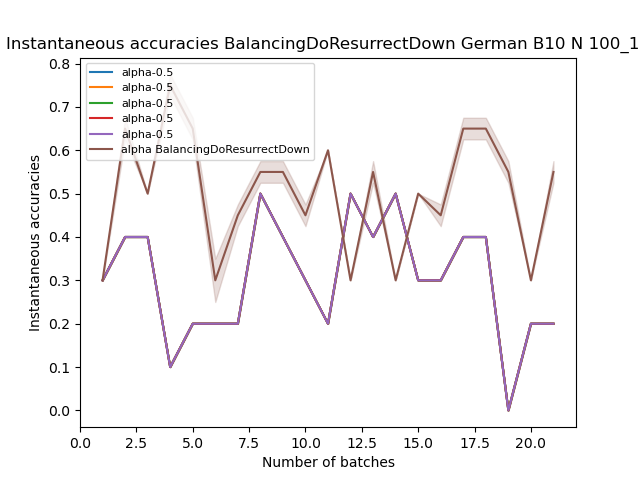 Instantaneous accuracies BalancingDoResurrectDown German B10 N 100_1
alpha-0.5
alpha-0.5
alpha-0.5
alpha-0.5
alpha-0.5
alpha BalancingDoResurrectDown
Instantaneous accuracies
0.8
0.7
0.6
0.5
0.4
0.3
0.2
0.1
0.0
0.0 2.5 5.0 7.5 10.0 12.5 15.0 17.5 20.0
Number of batches